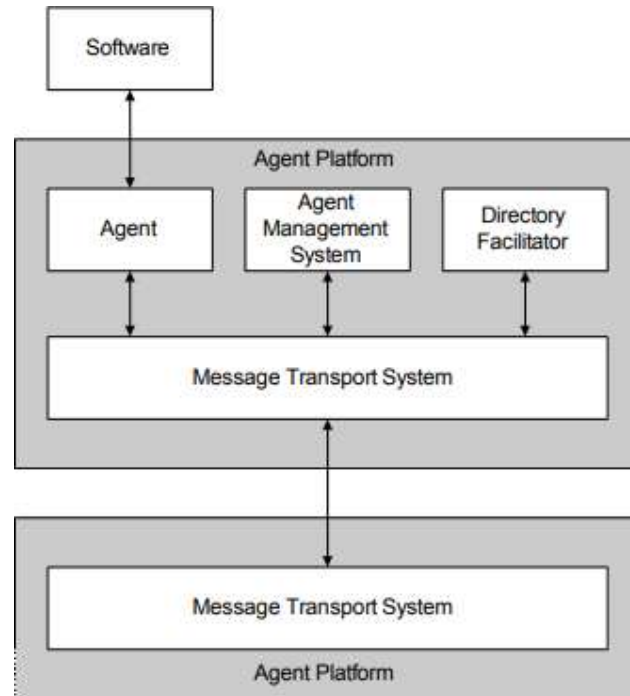 Software
Agent Platform
Agent
Agent
Management
System
Directory
Facilitator
Message Transport System
Message Transport System
Agent Platform